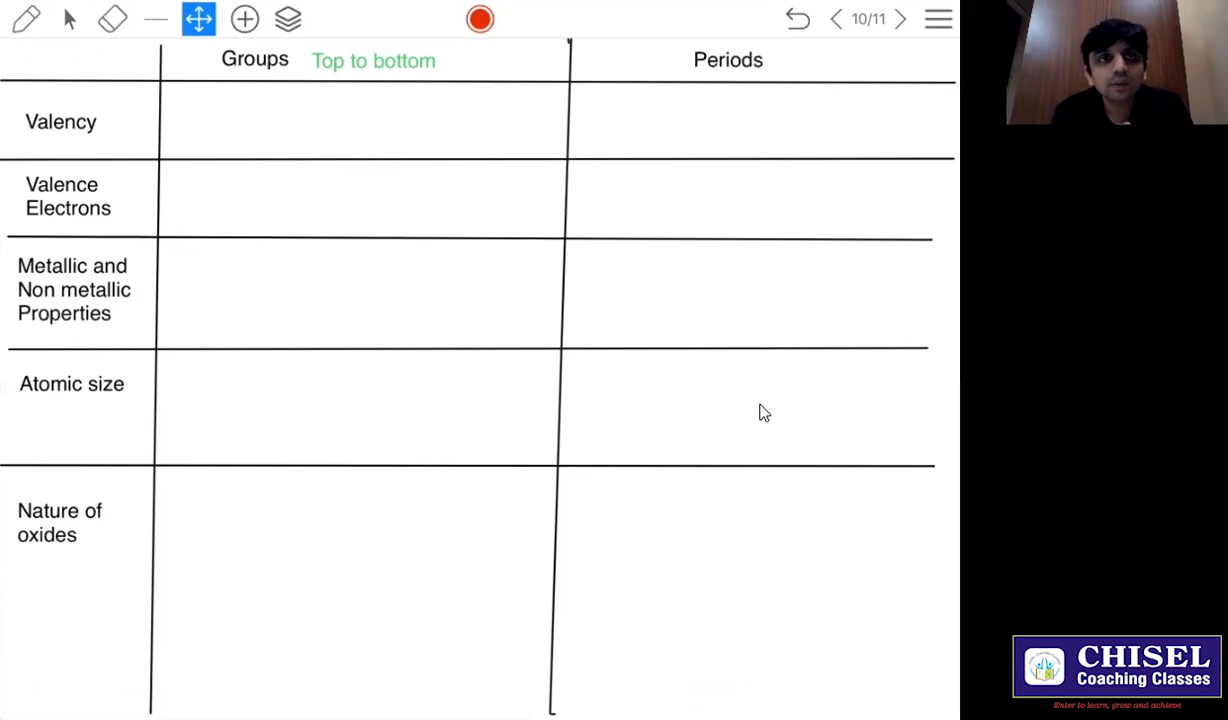 10/11
Groups Top to bottom
Periods
Valency
Valence
Electrons
Metallic and
Non metallic
Properties
Atomic size
Nature of
oxides
CHISEL
Coaching Classes
Enter to learn, grow and achieve